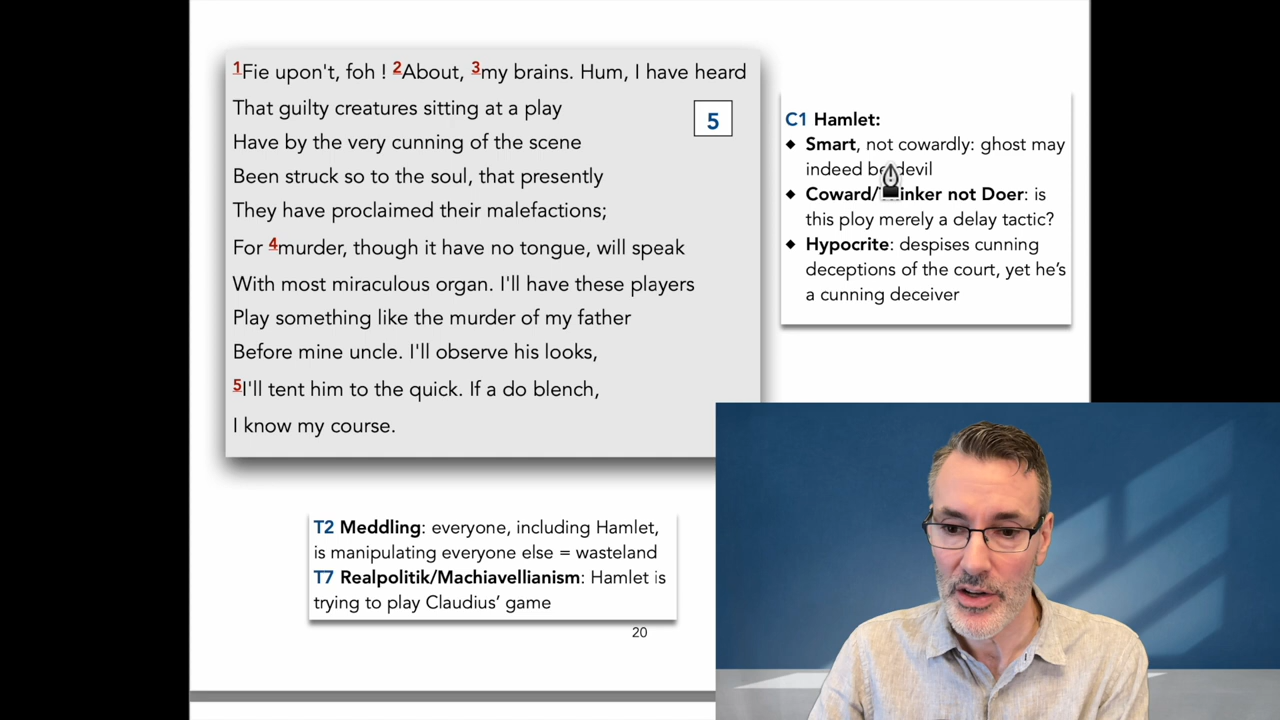 1Fie upon't, foh ! 2About, 3my brains. Hum, I have heard
That guilty creatures sitting at a play
Have by the very cunning of the scene
Been struck so to the soul, that presently
They have proclaimed their malefactions;
For 4murder, though it have no tongue, will speak
With most miraculous organ. I'll have these players
Play something like the murder of my father
Before mine uncle. I'll observe his looks,
5I'll tent him to the quick. If a do blench,
I know my course.
5
C1 Hamlet:
◆ Smart, not cowardly: ghost may
indeed be devil
◆ Coward/Thinker not Doer: is
this ploy merely a delay tactic?
◆ Hypocrite: despises cunning
deceptions of the court, yet he's
a cunning deceiver
T2 Meddling: everyone, including Hamlet,
is manipulating everyone else = wasteland
T7 Realpolitik/Machiavellianism: Hamlet is
trying to play Claudius' game
20